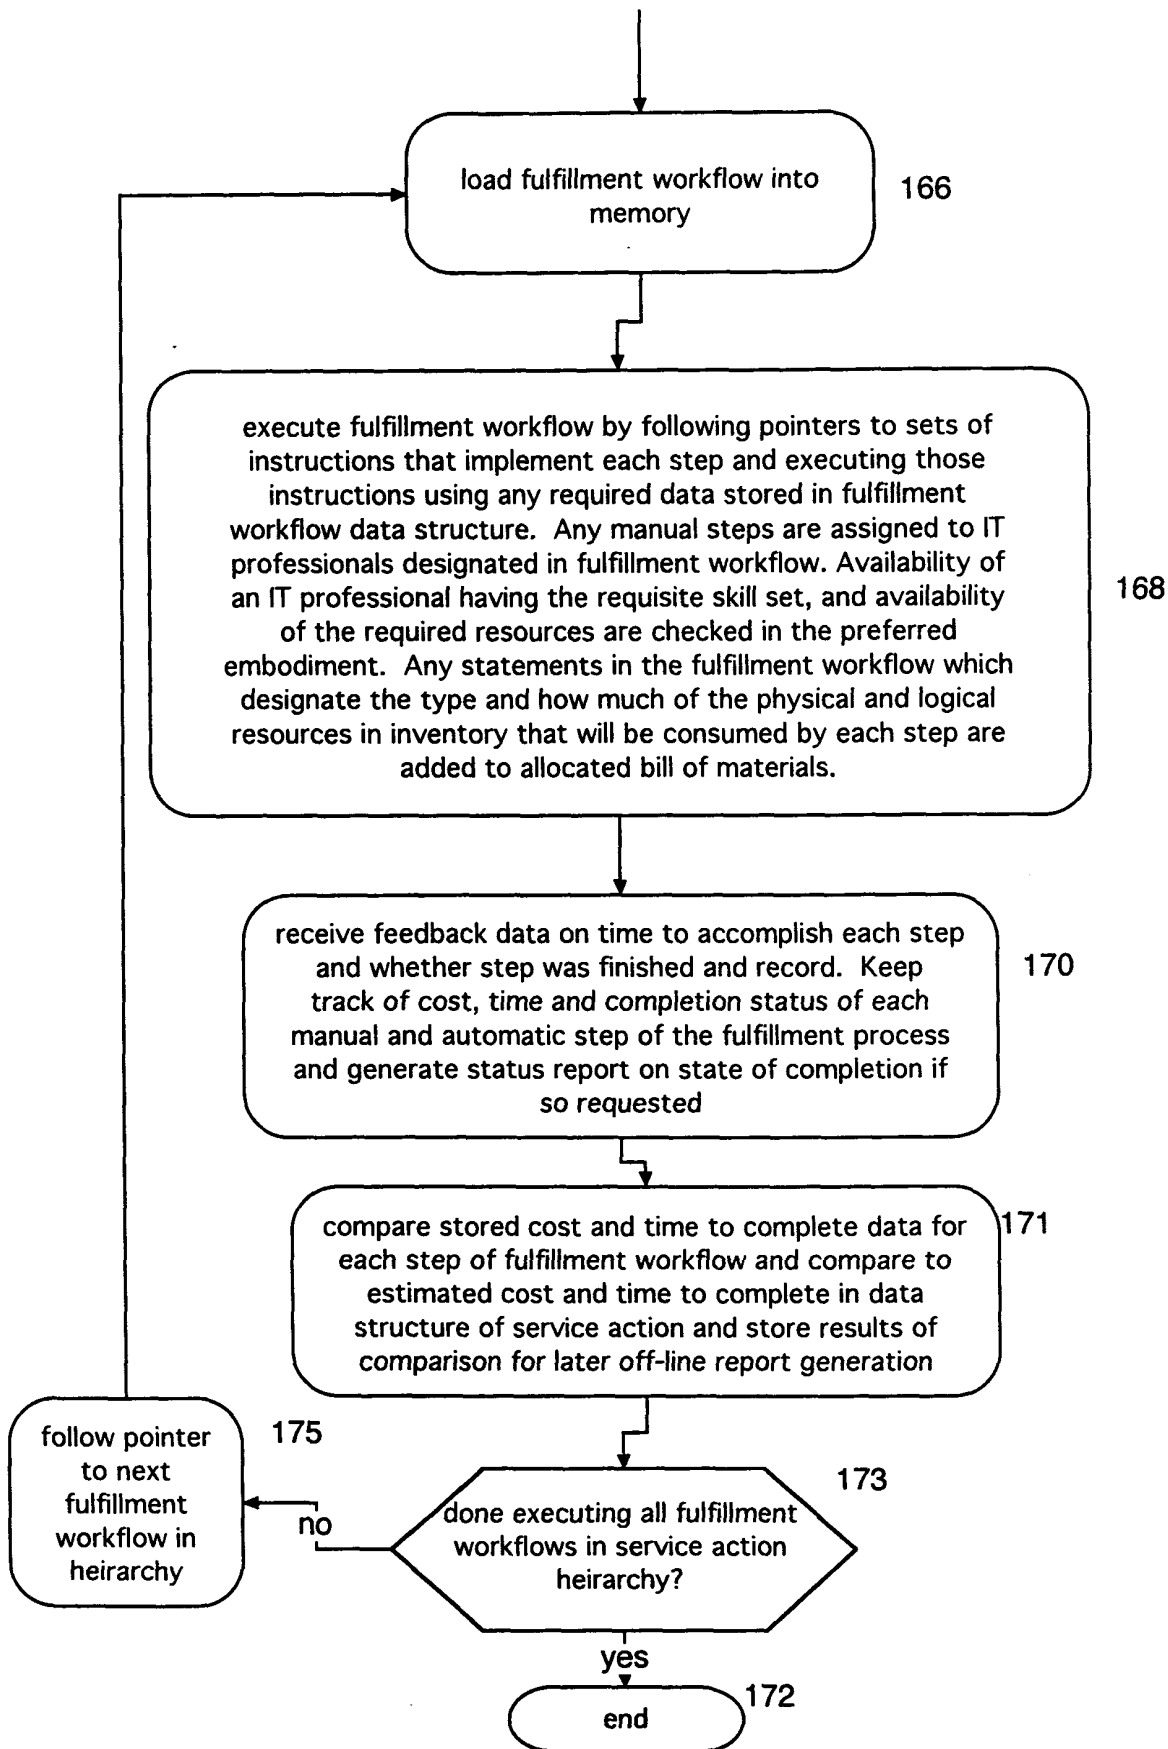 load fulfillment workflow into
memory
166
execute fulfillment workflow by following pointers to sets of
instructions that implement each step and executing those
instructions using any required data stored in fulfillment
workflow data structure. Any manual steps are assigned to IT
professionals designated in fulfillment workflow. Availability of
an IT professional having the requisite skill set, and availability
of the required resources are checked in the preferred
embodiment. Any statements in the fulfillment workflow which
designate the type and how much of the physical and logical
resources in inventory that will be consumed by each step are
added to allocated bill of materials.
168
receive feedback data on time to accomplish each step
and whether step was finished and record. Keep
track of cost, time and completion status of each
manual and automatic step of the fulfillment process
and generate status report on state of completion if
so requested
170
compare stored cost and time to complete data for
each step of fulfillment workflow and compare to
estimated cost and time to complete in data
structure of service action and store results of
comparison for later off-line report generation
171
follow pointer
to next
fulfillment
workflow in
heirarchy
175
no
done executing all fulfillment
workflows in service action
heirarchy?
173
yes
end
172